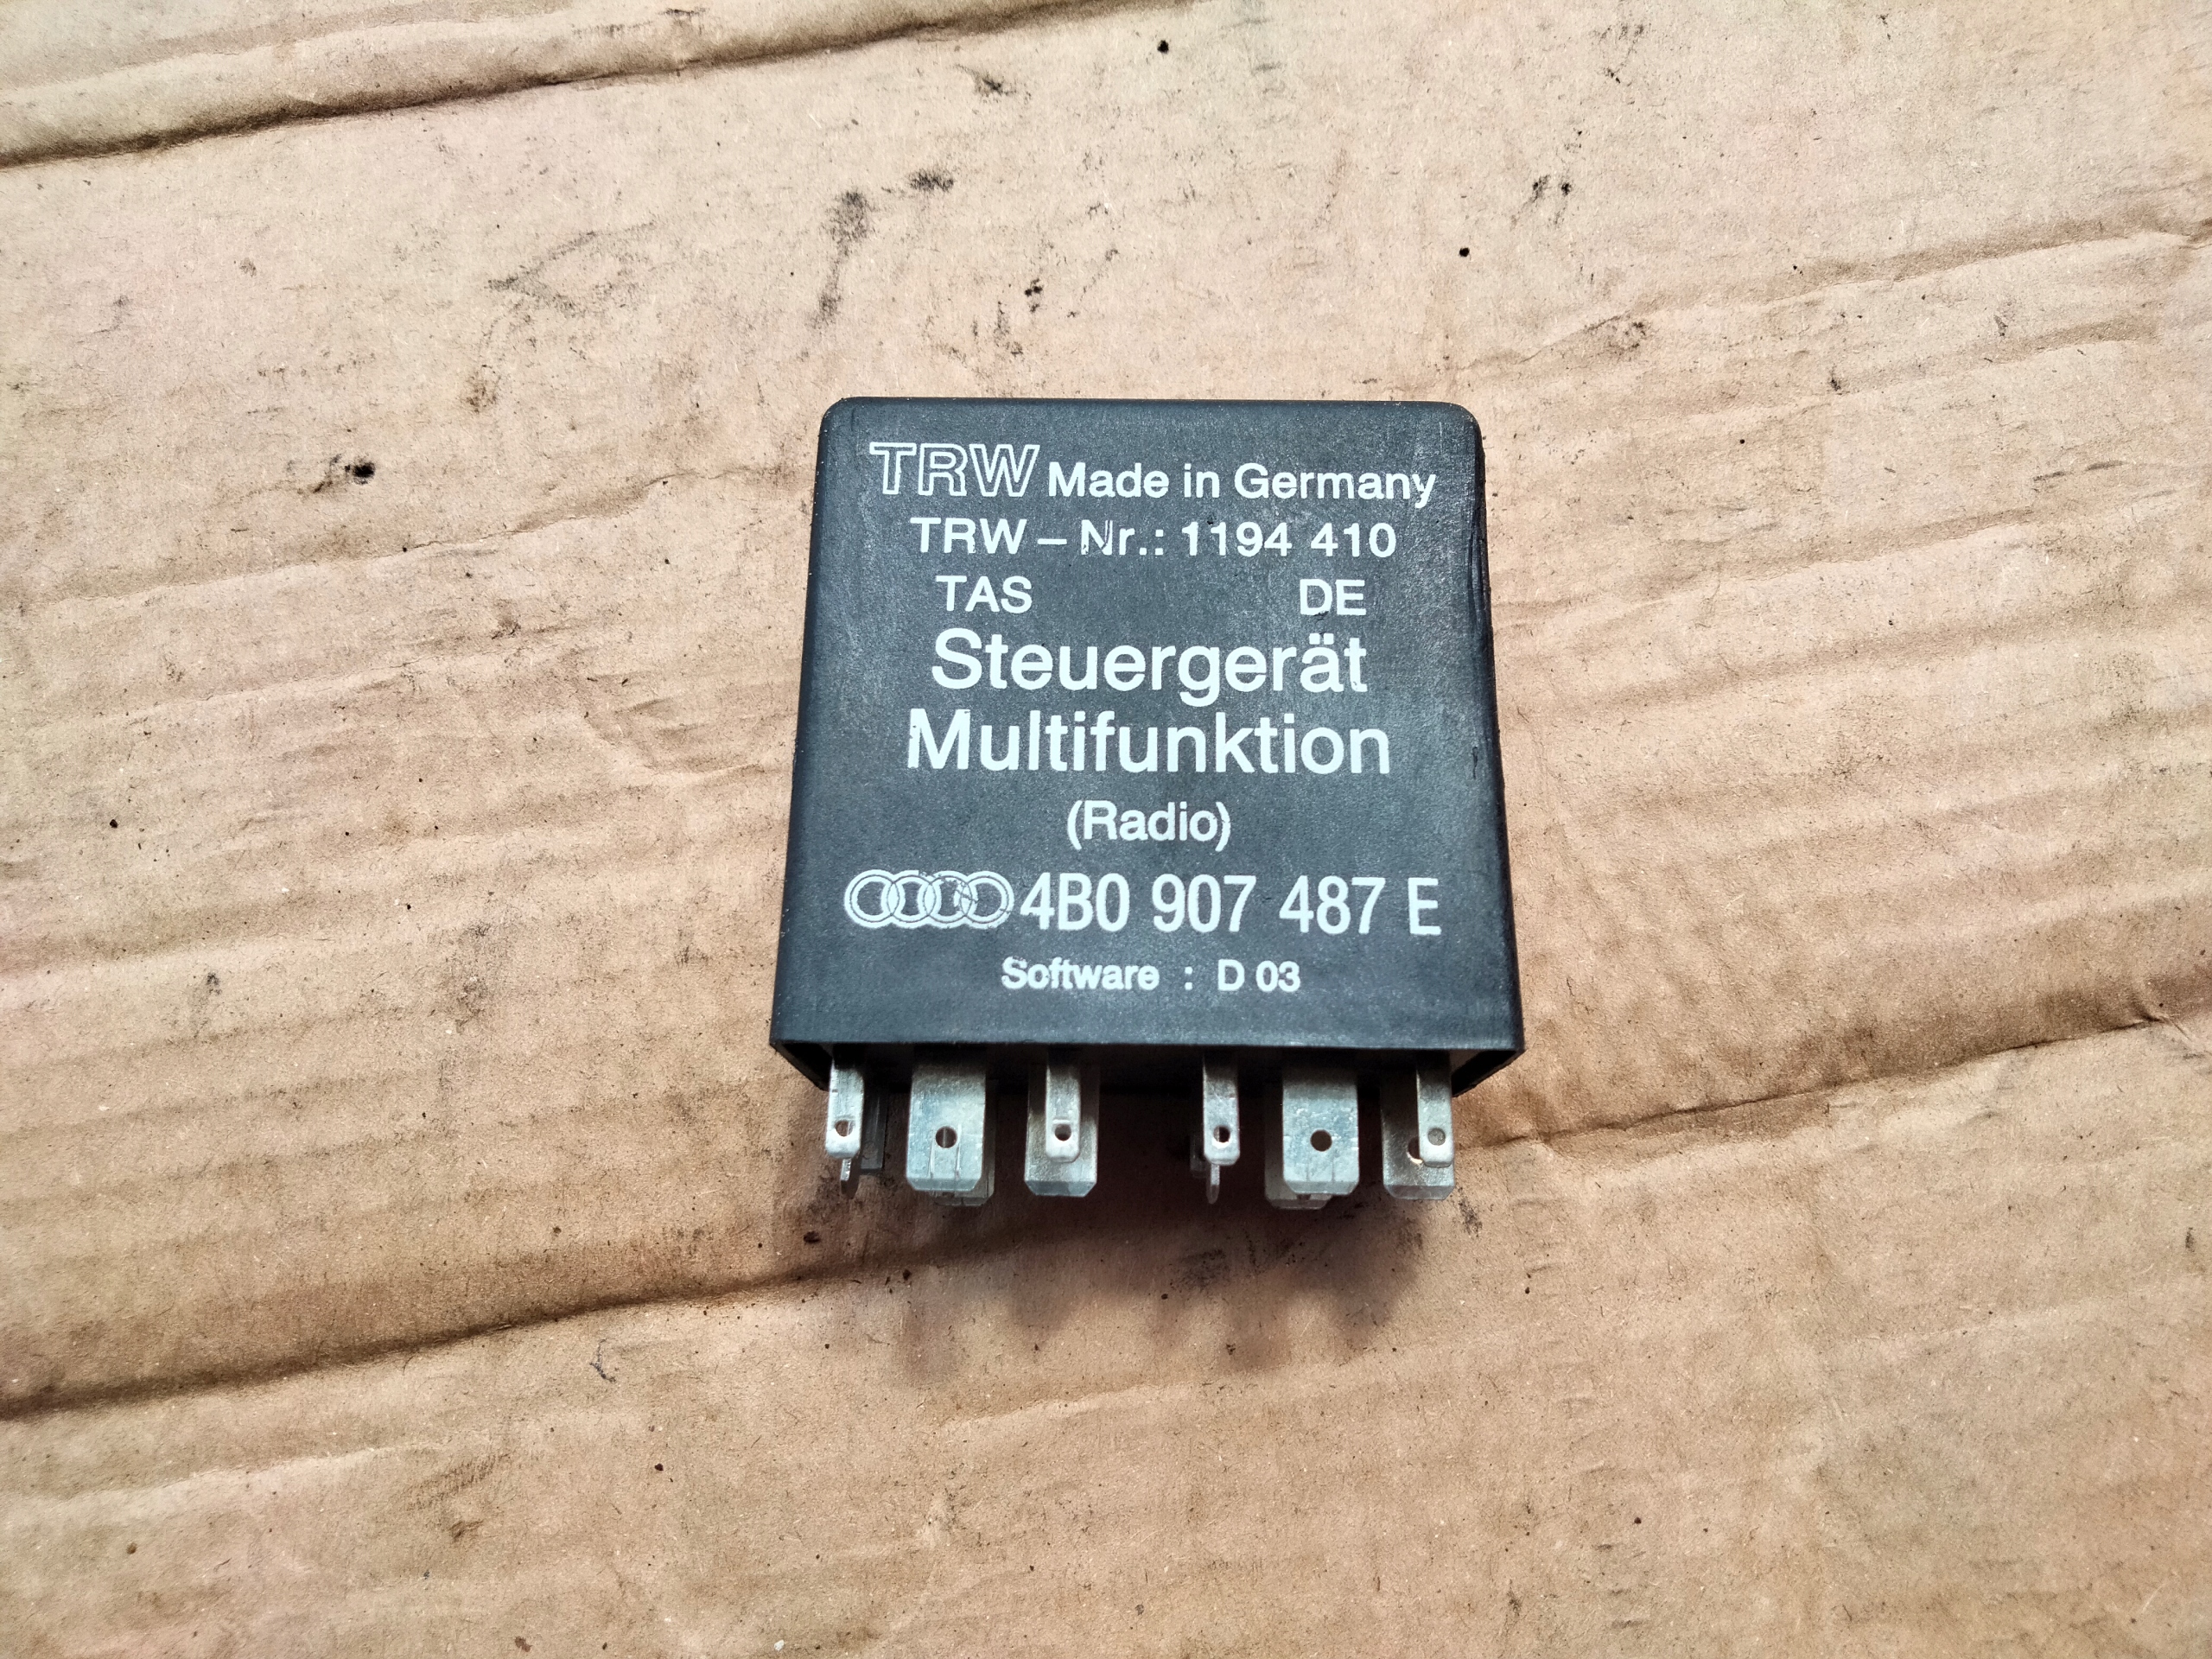 TRW Made in Germany
TRW – Nr.: 1194 410
TAS DE
Steuergerät
Multifunktion
(Radio)
4B0 907 487 E
Software : D 03